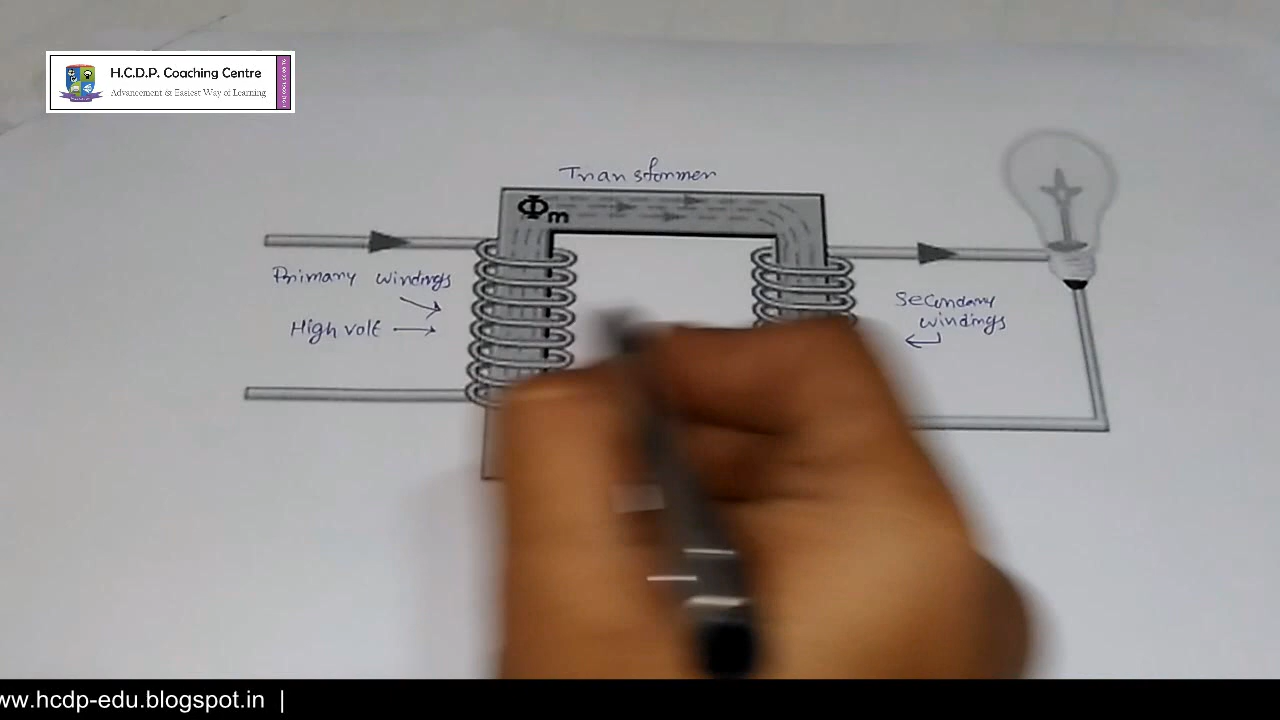 H.C.D.P. Coaching Centre
Advancement & Easiest Way of Learning
Transformer
Φm
Primary windings
High volt
Secondary
windings
ww.hcdp-edu.blogspot.in |